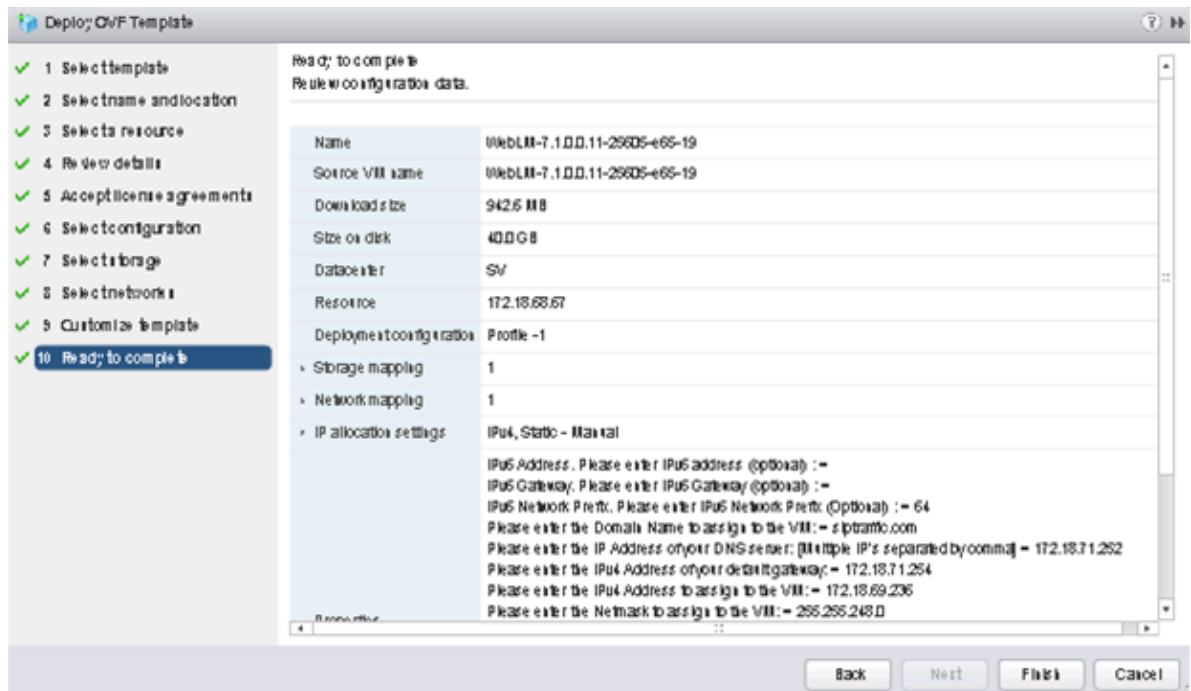 Deploy OVF Template
1 Select template
2 Select name and location
3 Select a resource
4 Review details
5 Accept license agreements
6 Select configuration
7 Select storage
8 Select networks
9 Customize template
10 Ready to complete
Ready to complete
Review configuration data.
Name WebLM-7.1.0.0.11-25605-e65-19
Source VM name WebLM-7.1.0.0.11-25605-e65-19
Download size 942.6 MB
Size on disk 40.0 GB
Datacenter SV
Resource 172.18.68.67
Deployment configuration Profile -1
Storage mapping 1
Network mapping 1
IP allocation settings IPv4, Static - Manual
IPv6 Address. Please enter IPv6 address (optional) : =
IPv6 Gateway. Please enter IPv6 Gateway (optional) : =
IPv6 Network Prefix. Please enter IPv6 Network Prefix (Optional) : = 64
Please enter the Domain Name to assign to the VM: = siptraffic.com
Please enter the IP Address of your DNS server: [Multiple IP's separated by comma] = 172.18.71.252
Please enter the IPv4 Address of your default gateway: = 172.18.71.254
Please enter the IPv4 Address to assign to the VM: = 172.18.69.236
Please enter the Netmask to assign to the VM: = 255.255.248.0
Properties
Back Next Finish Cancel